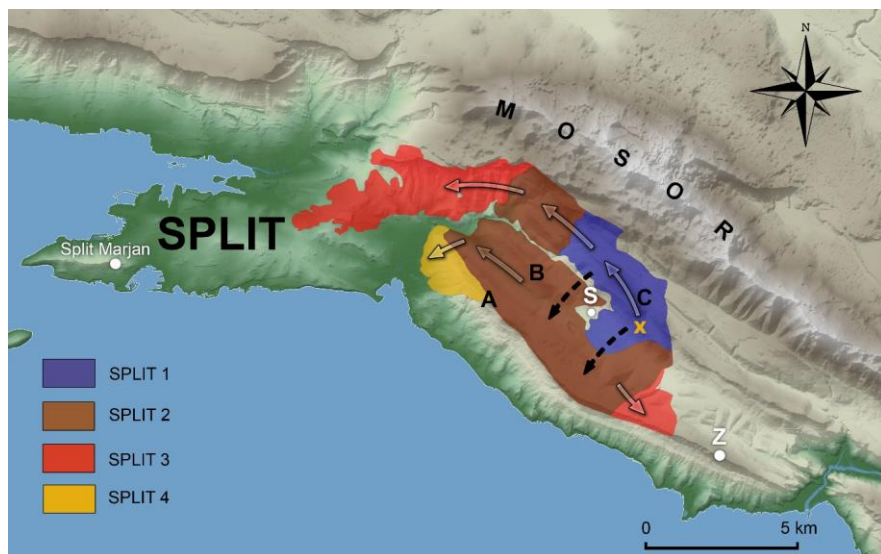 N
M O S O R
SPLIT
Split Marjan
B
A
S
C
x
SPLIT 1
SPLIT 2
SPLIT 3
SPLIT 4
Z
0 5 km